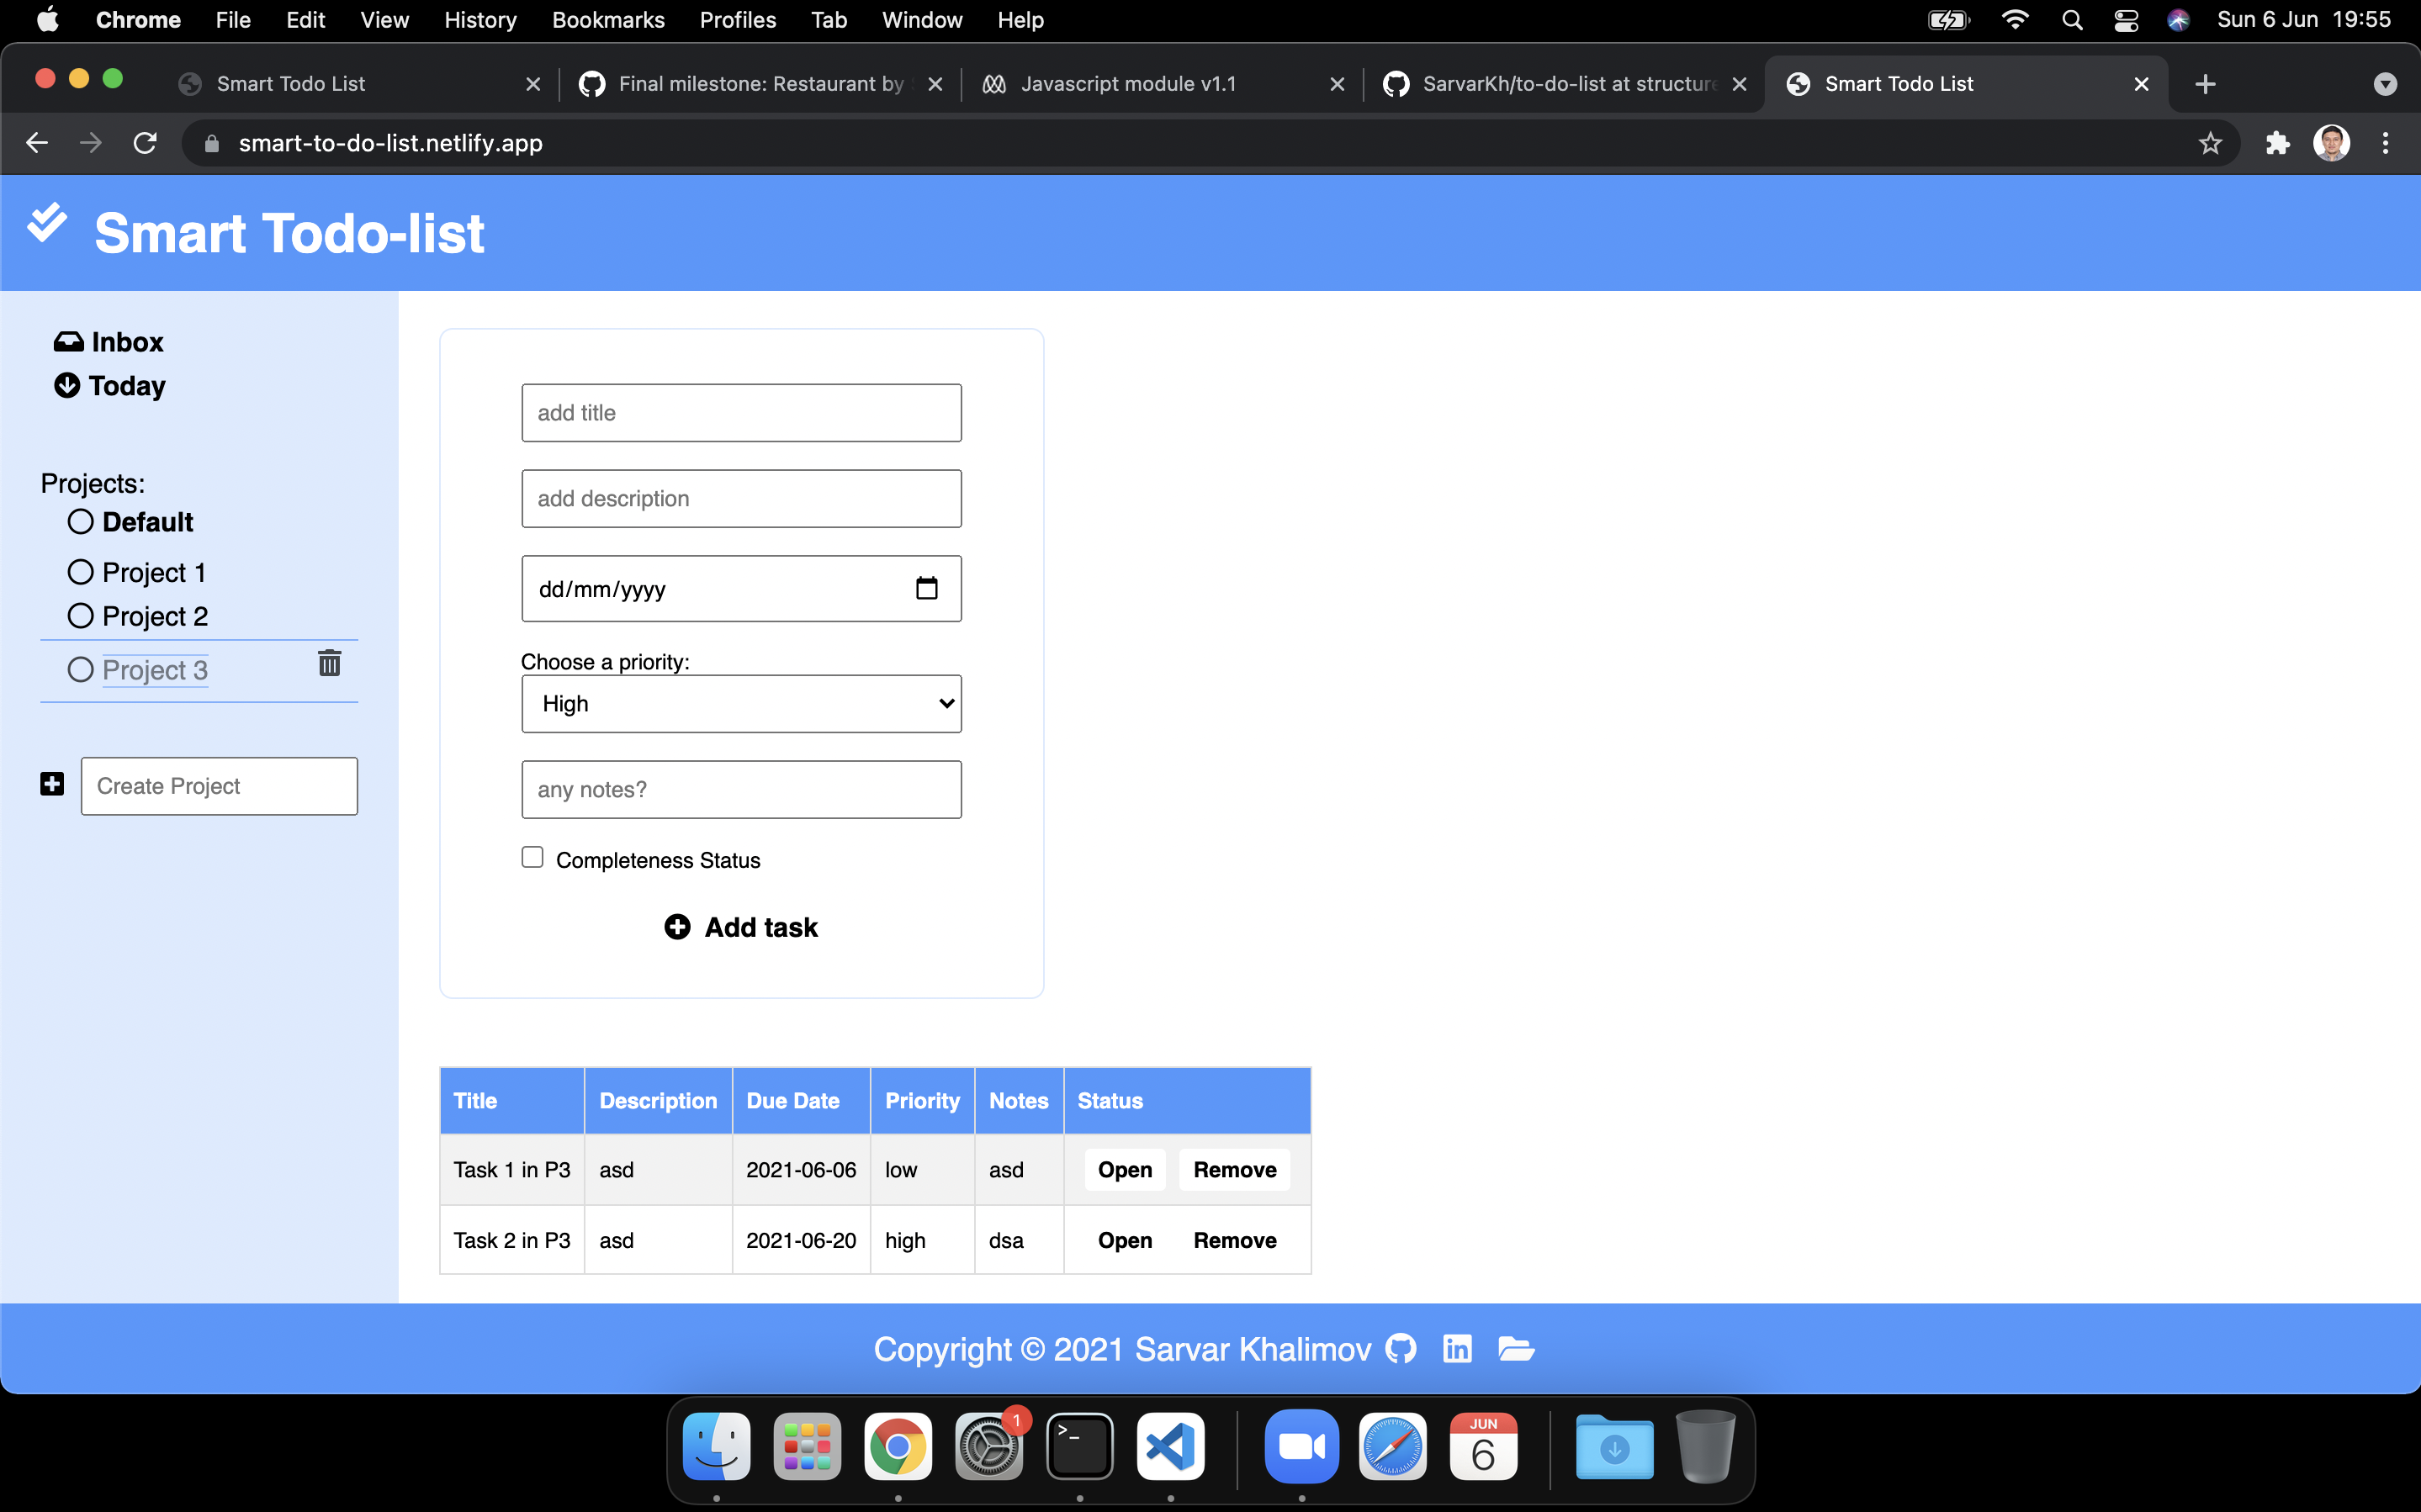 Chrome File Edit View History Bookmarks Profiles Tab Window Help Sun 6 Jun 19:55
Smart Todo List Final milestone: Restaurant by Javascript module v1.1 SarvarKh/to-do-list at structure Smart Todo List
smart-to-do-list.netlify.app
Smart Todo-list
Inbox
Today
Projects:
Default
Project 1
Project 2
Project 3
Create Project
add title
add description
dd/mm/yyyy
Choose a priority:
High
any notes?
Completeness Status
Add task
Title Description Due Date Priority Notes Status
Task 1 in P3 asd 2021-06-06 low asd Open Remove
Task 2 in P3 asd 2021-06-20 high dsa Open Remove
Copyright © 2021 Sarvar Khalimov in
1
>_
JUN
6